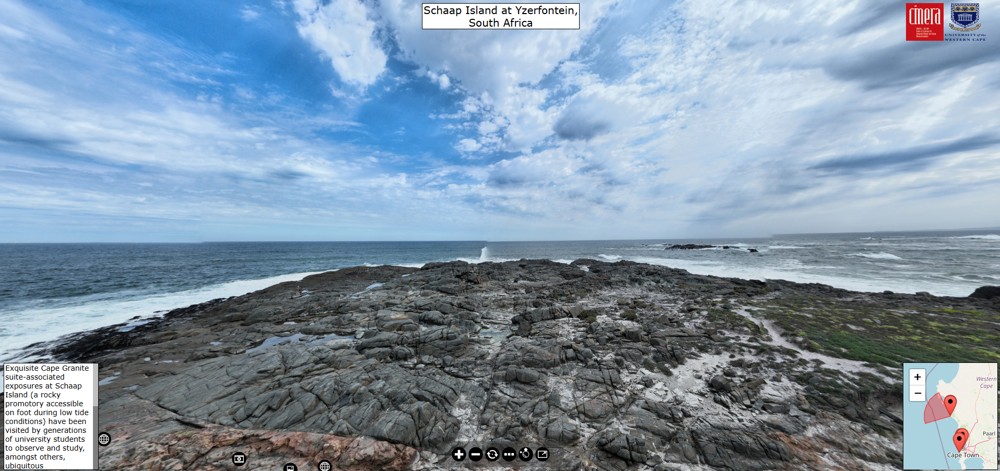 Schaap Island at Yzerfontein,
South Africa
cimera
UNIVERSITY of the
WESTERN CAPE
Exquisite Cape Granite
suite-associated
exposures at Schaap
Island (a rocky
promotory accessible
on foot during low tide
conditions) have been
visited by generations
of university students
to observe and study,
amongst others,
ubiquitous
+
−
Western
Cape
Paarl
Cape Town